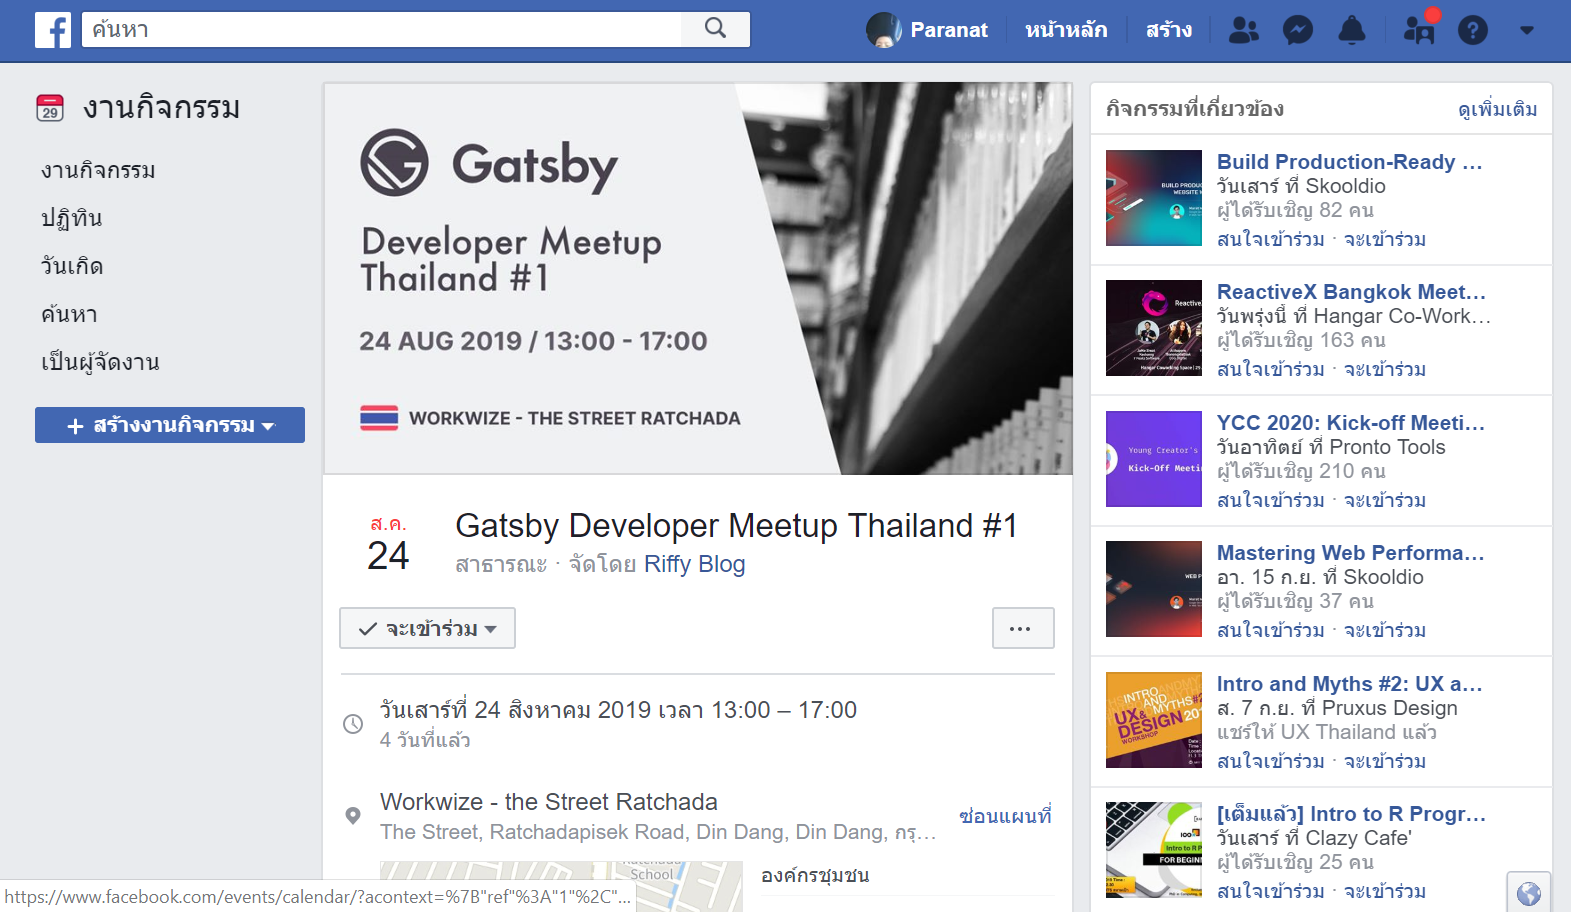 ค้นหา
Paranat
หน้าหลัก
สร้าง
29
งานกิจกรรม
งานกิจกรรม
ปฏิทิน
วันเกิด
ค้นหา
เป็นผู้จัดงาน
+ สร้างงานกิจกรรม
Gatsby
Developer Meetup
Thailand #1
24 AUG 2019 / 13:00 - 17:00
WORKWIZE - THE STREET RATCHADA
ส.ค.
24
Gatsby Developer Meetup Thailand #1
สาธารณะ · จัดโดย Riffy Blog
จะเข้าร่วม
...
วันเสาร์ที่ 24 สิงหาคม 2019 เวลา 13:00 – 17:00
4 วันที่แล้ว
Workwize - the Street Ratchada
The Street, Ratchadapisek Road, Din Dang, Din Dang, กรุ…
ซ่อนแผนที่
School
องค์กรชุมชน
กิจกรรมที่เกี่ยวข้อง
ดูเพิ่มเติม
Build Production-Ready …
วันเสาร์ ที่ Skooldio
ผู้ได้รับเชิญ 82 คน
สนใจเข้าร่วม · จะเข้าร่วม
ReactiveX Bangkok Meet…
วันพรุ่งนี้ ที่ Hangar Co-Work…
ผู้ได้รับเชิญ 163 คน
สนใจเข้าร่วม · จะเข้าร่วม
Young Creator's
Kick-Off Meetin
YCC 2020: Kick-off Meeti…
วันอาทิตย์ ที่ Pronto Tools
ผู้ได้รับเชิญ 210 คน
สนใจเข้าร่วม · จะเข้าร่วม
Mastering Web Performa…
อา. 15 ก.ย. ที่ Skooldio
ผู้ได้รับเชิญ 37 คน
สนใจเข้าร่วม · จะเข้าร่วม
INTRO
AND
MYTHS#2
UX&
DESIGN
WORKSHOP
Intro and Myths #2: UX a…
ส. 7 ก.ย. ที่ Pruxus Design
แชร์ให้ UX Thailand แล้ว
สนใจเข้าร่วม · จะเข้าร่วม
Intro to R
FOR BEGINN
[เต็มแล้ว] Intro to R Progr…
วันเสาร์ ที่ Clazy Cafe'
ผู้ได้รับเชิญ 25 คน
สนใจเข้าร่วม · จะเข้าร่วม
https://www.facebook.com/events/calendar/?acontext=%7B"ref"%3A"1"%2C"...